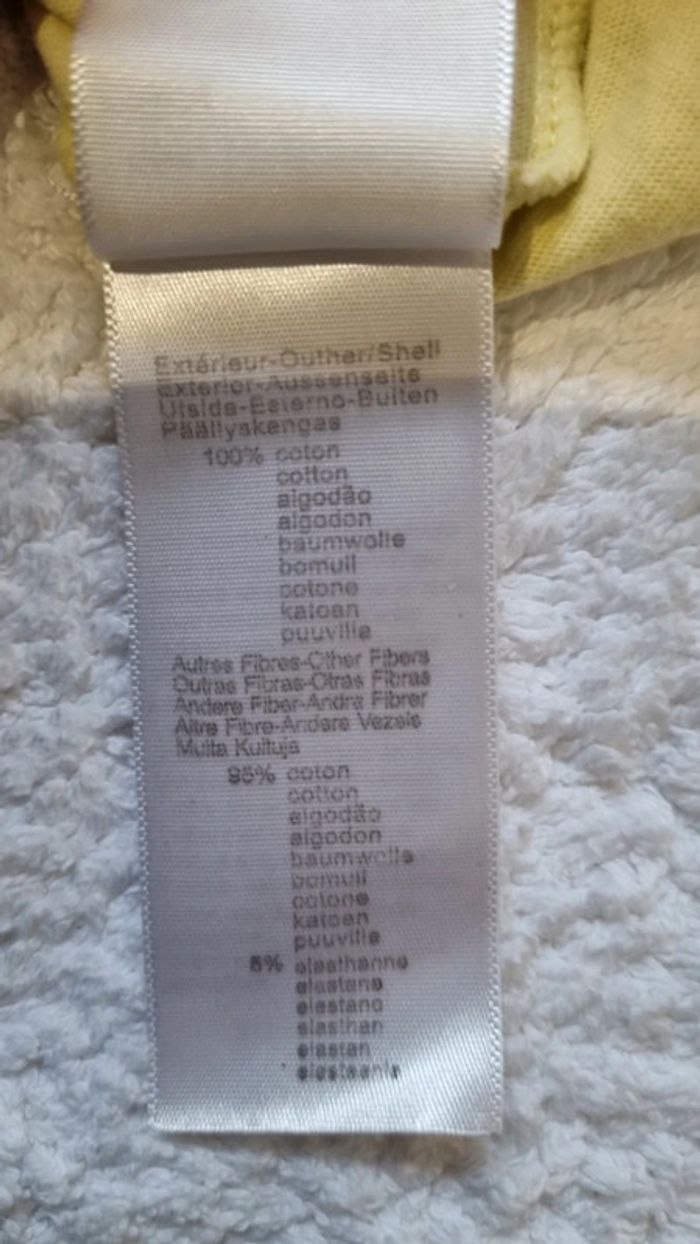 Extérieur-Outher/Shell
Exterior-Aussenseite
Utsida-Esterno-Buiten
Päällyskengas
100% coton
cotton
algodão
algodon
baumwolle
bomull
cotone
katoen
puuvilla
Autres Fibres-Other Fibers
Outras Fibras-Otras Fibras
Andere Fiber-Andra Fibrer
Altre Fibre-Andere Vezels
Muita Kuituja
95% coton
cotton
algodão
algodon
baumwolle
bomull
cotone
katoen
puuvilla
5% elasthanne
elastane
elastano
elasthan
elastan
elastaania